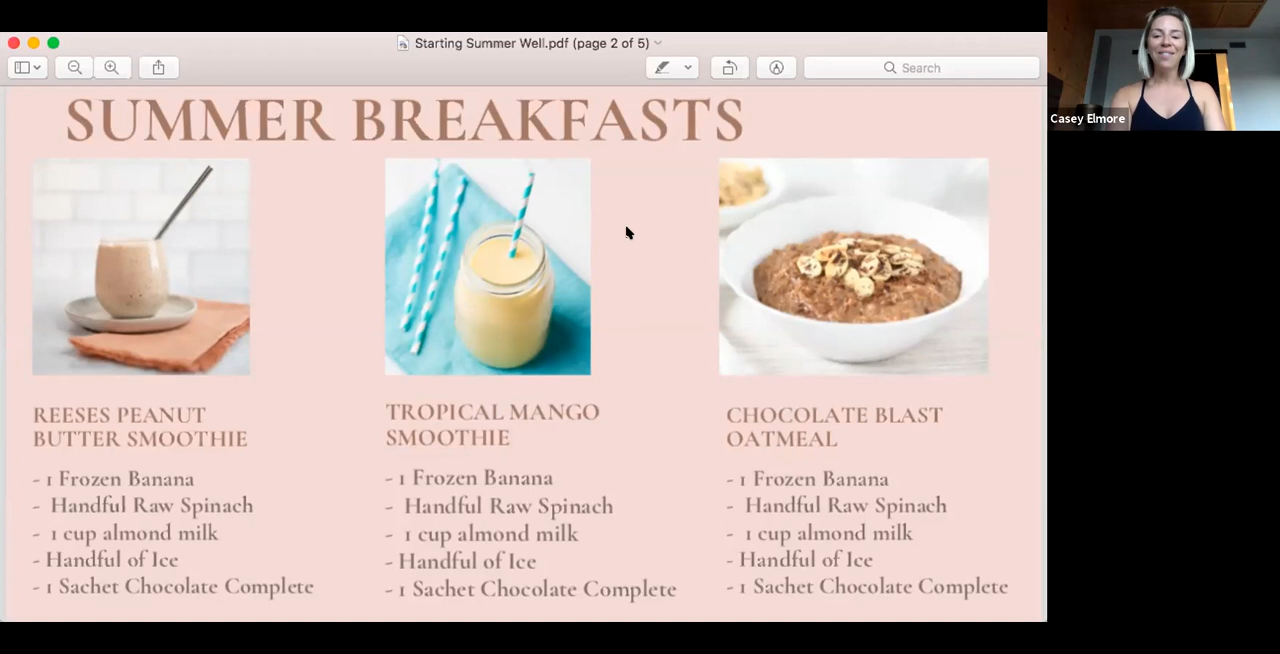 Starting Summer Well.pdf (page 2 of 5)
Search
Casey Elmore
SUMMER BREAKFASTS
REESES PEANUT
BUTTER SMOOTHIE
- 1 Frozen Banana
- Handful Raw Spinach
- 1 cup almond milk
- Handful of Ice
- 1 Sachet Chocolate Complete
TROPICAL MANGO
SMOOTHIE
- 1 Frozen Banana
- Handful Raw Spinach
- 1 cup almond milk
- Handful of Ice
- 1 Sachet Chocolate Complete
CHOCOLATE BLAST
OATMEAL
- 1 Frozen Banana
- Handful Raw Spinach
- 1 cup almond milk
- Handful of Ice
- 1 Sachet Chocolate Complete